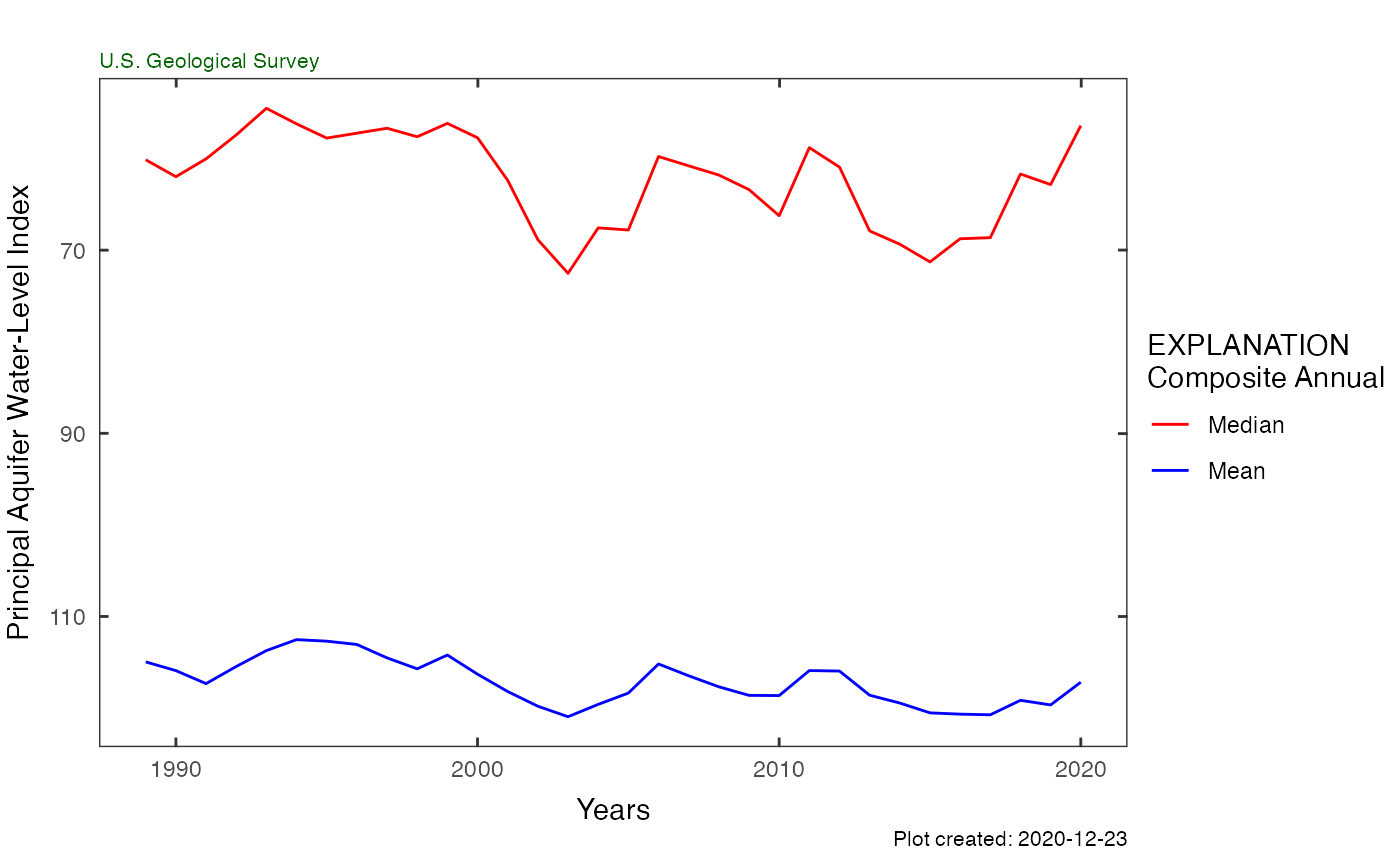 U.S. Geological Survey
Principal Aquifer Water-Level Index
70
90
110
1990
2000
2010
2020
Years
EXPLANATION
Composite Annual
Median
Mean
Plot created: 2020-12-23